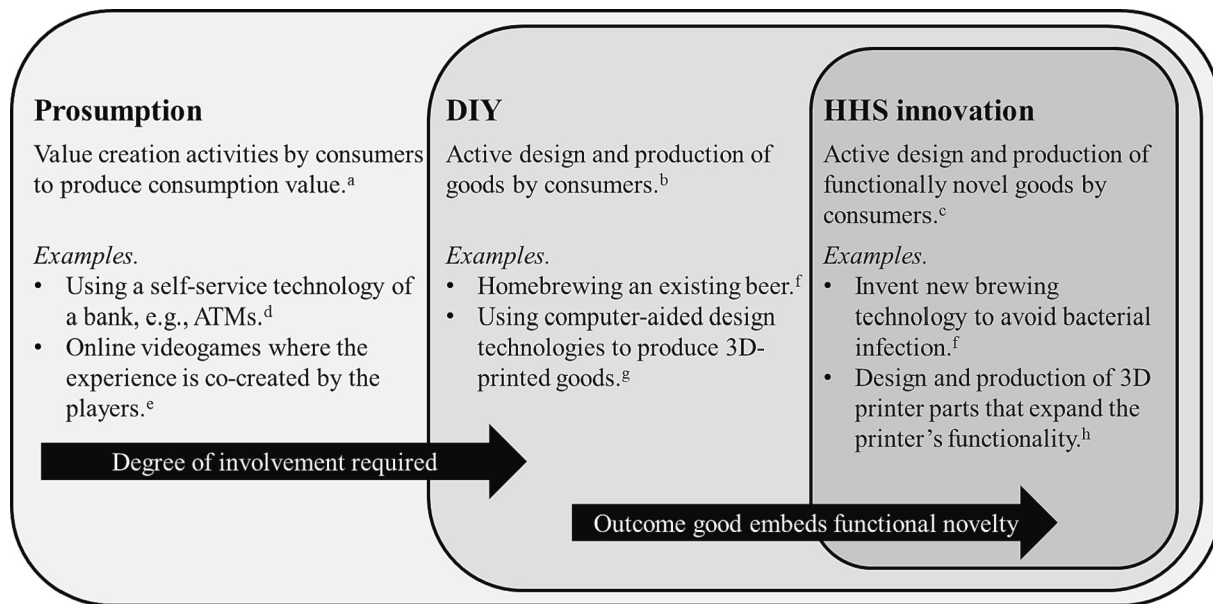 Prosumption
Value creation activities by consumers
to produce consumption value.ᵃ
Examples.
• Using a self-service technology of
a bank, e.g., ATMs.ᵈ
• Online videogames where the
experience is co-created by the
players.ᵉ
DIY
Active design and production of
goods by consumers.ᵇ
Examples.
• Homebrewing an existing beer.ᶠ
• Using computer-aided design
technologies to produce 3D-
printed goods.ᵍ
HHS innovation
Active design and production of
functionally novel goods by
consumers.ᶜ
Examples.
• Invent new brewing
technology to avoid bacterial
infection.ᶠ
• Design and production of 3D
printer parts that expand the
printer’s functionality.ʰ
Degree of involvement required
Outcome good embeds functional novelty